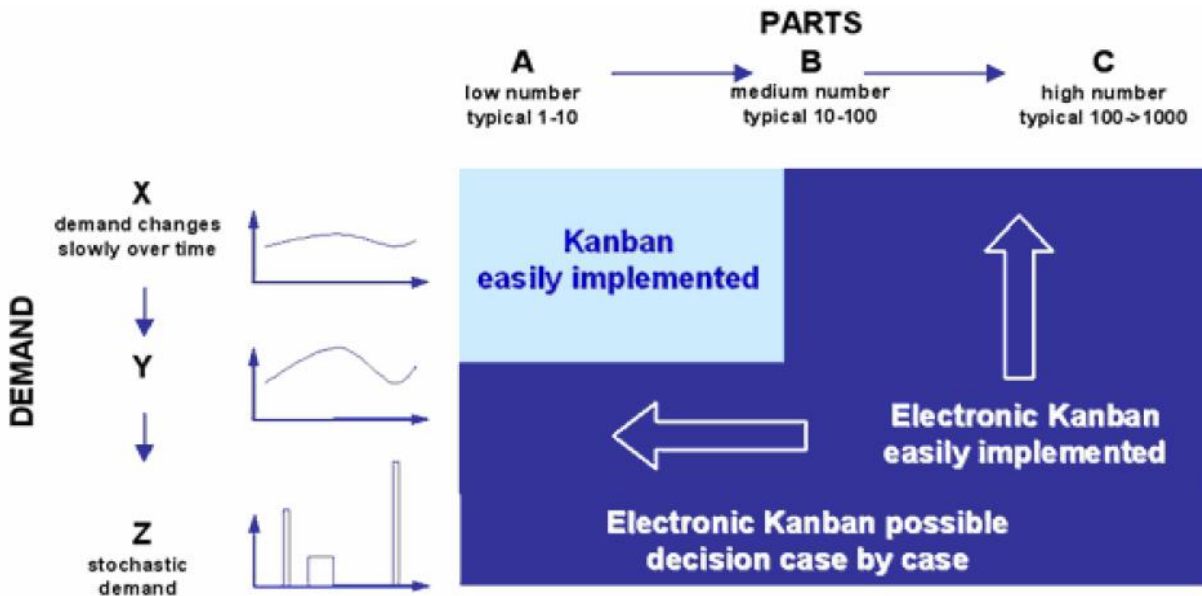 PARTS
A
low number
typical 1-10
B
medium number
typical 10-100
C
high number
typical 100->1000
DEMAND
X
demand changes
slowly over time
Y
Z
stochastic
demand
Kanban
easily implemented
Electronic Kanban
easily implemented
Electronic Kanban possible
decision case by case